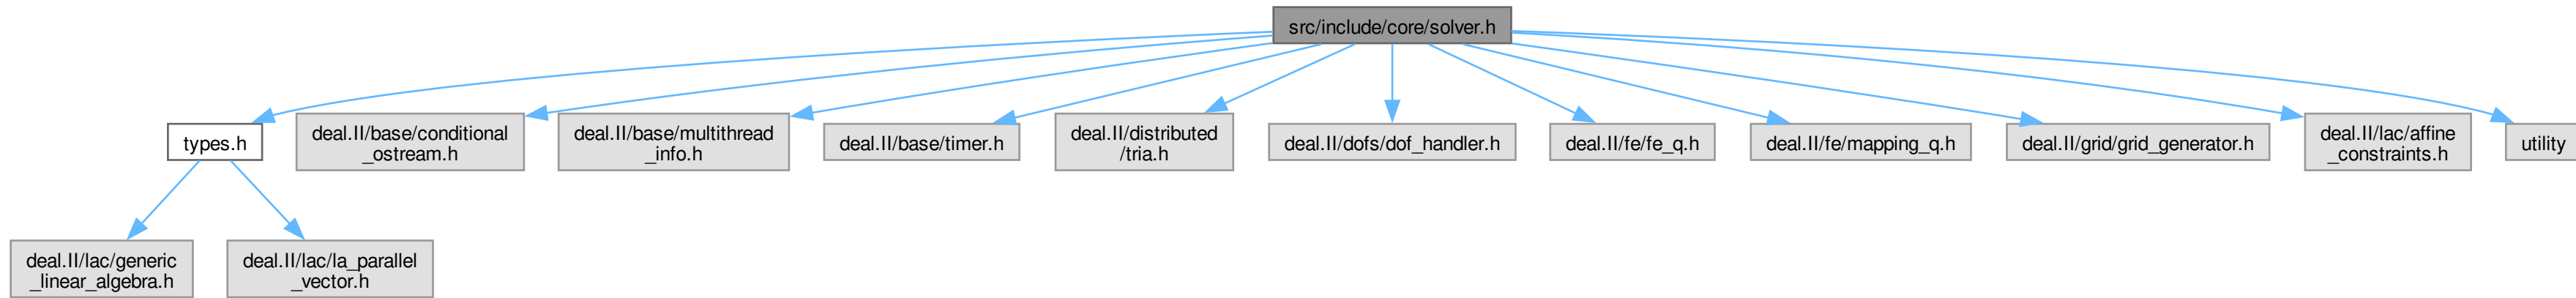 src/include/core/solver.h
types.h
deal.II/base/conditional
_ostream.h
deal.II/base/multithread
_info.h
deal.II/base/timer.h
deal.II/distributed
/tria.h
deal.II/dofs/dof_handler.h
deal.II/fe/fe_q.h
deal.II/fe/mapping_q.h
deal.II/grid/grid_generator.h
deal.II/lac/affine
_constraints.h
utility
deal.II/lac/generic
_linear_algebra.h
deal.II/lac/la_parallel
_vector.h